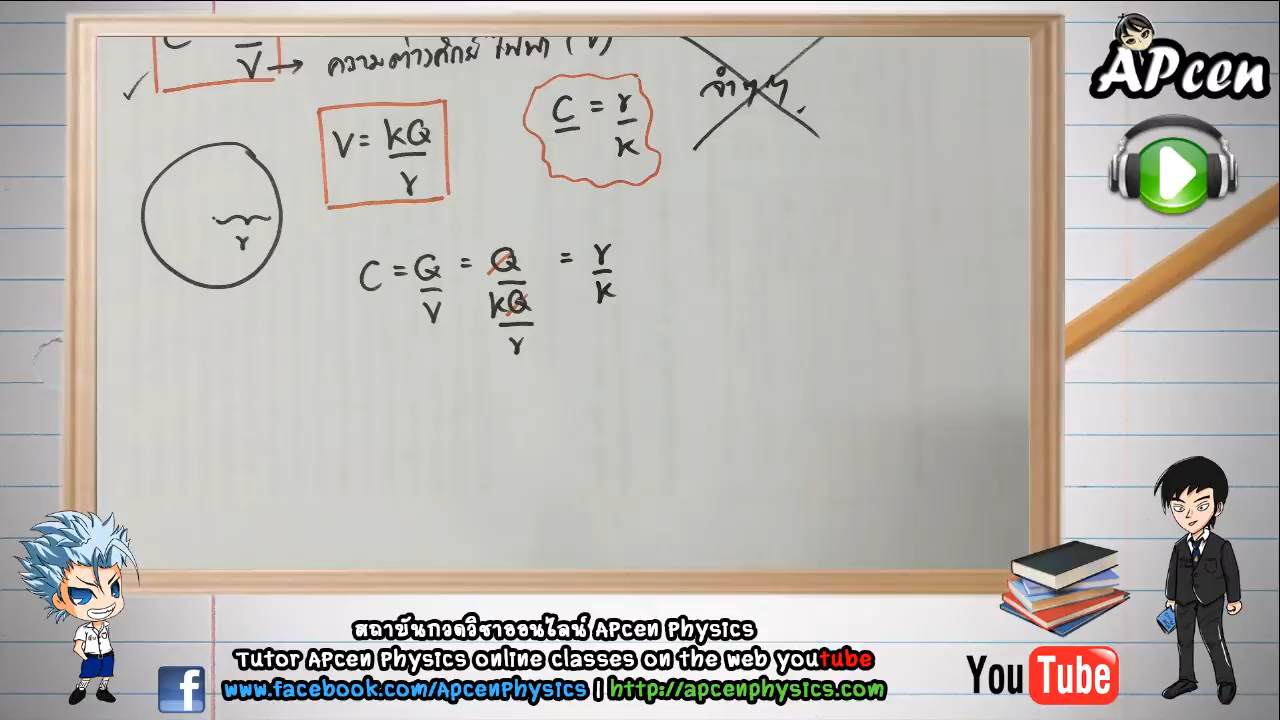 C
V → ความต่างศักย์ ไฟฟ้า (V)
V = kQ / r
C = r / k
จำๆๆ
r
C = Q / V = Q / (kQ / r) = r / k
APcen
สถาบันกวดวิชาออนไลน์ APcen Physics
Tutor APcen Physics online classes on the web youtube
www.facebook.com/ApcenPhysics | http://apcenphysics.com
f
YouTube